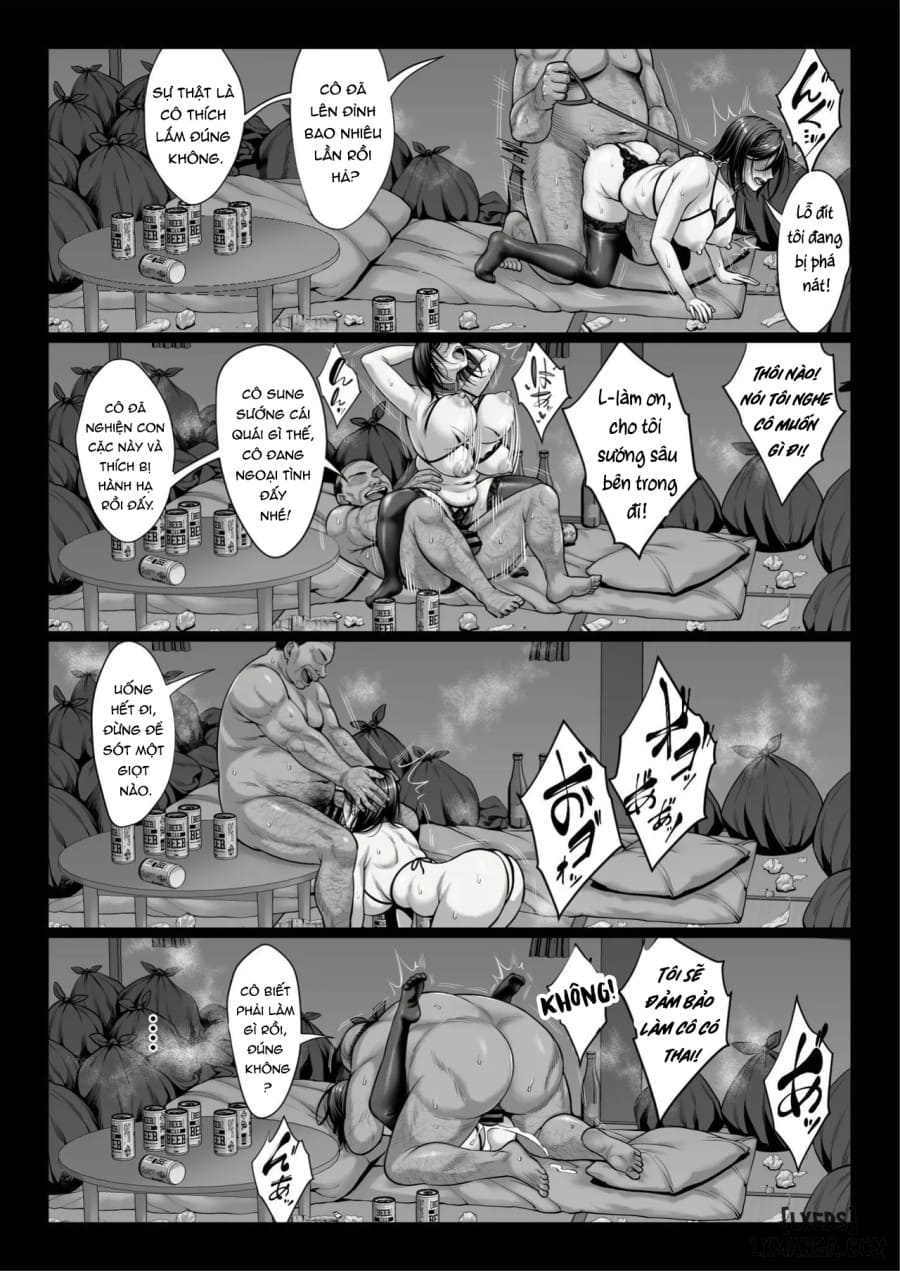 SỰ THẬT LÀ
CÔ THÍCH
LẮM ĐÚNG
KHÔNG.
CÔ ĐÃ
LÊN ĐỈNH
BAO NHIÊU
LẦN RỒI
HẢ?
Lỗ đít
tôi đang
bị phá
nát!
CÔ ĐÃ
NGHIỆN CON
CẶC NÀY VÀ
THÍCH BỊ
HÀNH HẠ
RỒI ĐẤY.
CÔ SUNG
SƯỚNG CÁI
QUÁI GÌ THẾ,
CÔ ĐANG
NGOẠI TÌNH
ĐẤY
NHÉ!
L-làm ơn,
cho tôi
sướng sâu
bên trong
đi!
THÔI NÀO!
NÓI TÔI NGHE
CÔ MUỐN
GÌ ĐI!
UỐNG
HẾT ĐI,
ĐỪNG ĐỂ
SÓT MỘT
GIỌT
NÀO.
CÔ BIẾT
PHẢI LÀM
GÌ RỒI,
ĐÚNG
KHÔNG
?
KHÔNG!
TÔI SẼ
ĐẢM BẢO
LÀM CÔ CÓ
THAI!
BEER
BEER
[LXERS]
LXMANGA.COM